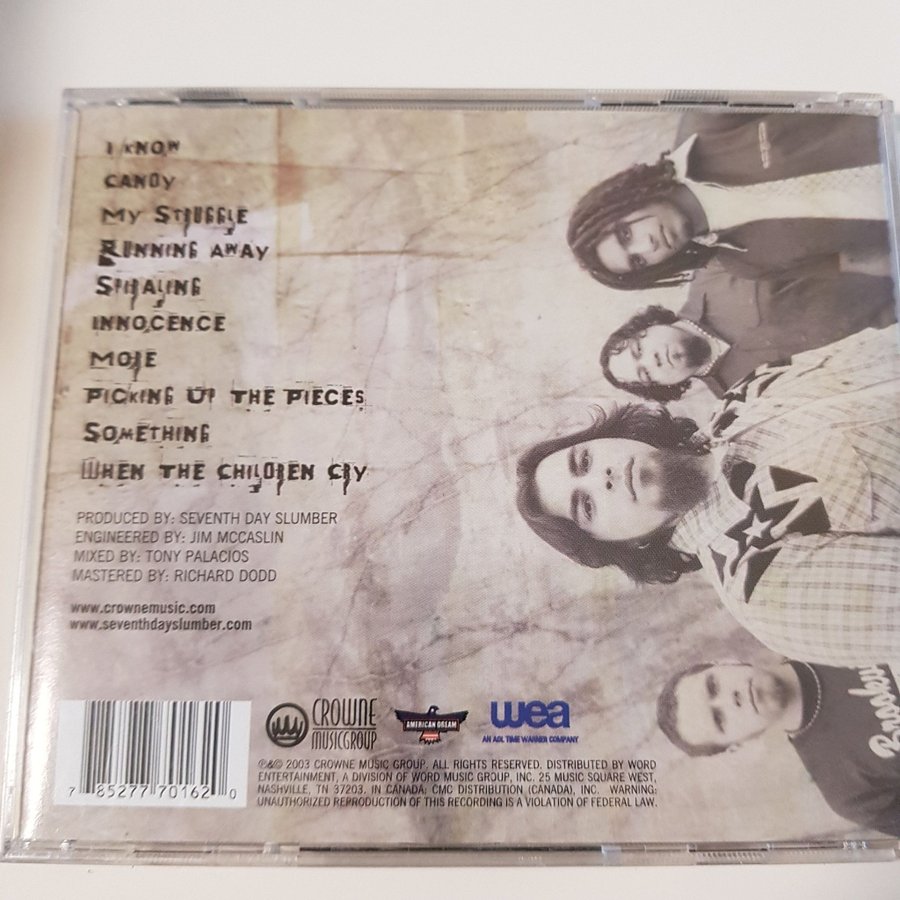 I KNOW
CANDY
MY STRUGGLE
RUNNING AWAY
SPIRALING
INNOCENCE
MORE
PICKING UP THE PIECES
SOMETHING
WHEN THE CHILDREN CRY
PRODUCED BY: SEVENTH DAY SLUMBER
ENGINEERED BY: JIM MCCASLIN
MIXED BY: TONY PALACIOS
MASTERED BY: RICHARD DODD
www.crownemusic.com
www.seventhdayslumber.com
7 85277 70162 0
CROWNE
MUSICGROUP
AMERICAN DREAM
wea
AN AOL TIME WARNER COMPANY
℗&© 2003 CROWNE MUSIC GROUP. ALL RIGHTS RESERVED. DISTRIBUTED BY WORD
ENTERTAINMENT, A DIVISION OF WORD MUSIC GROUP, INC. 25 MUSIC SQUARE WEST,
NASHVILLE, TN 37203. IN CANADA: CMC DISTRIBUTION (CANADA), INC. WARNING:
UNAUTHORIZED REPRODUCTION OF THIS RECORDING IS A VIOLATION OF FEDERAL LAW.